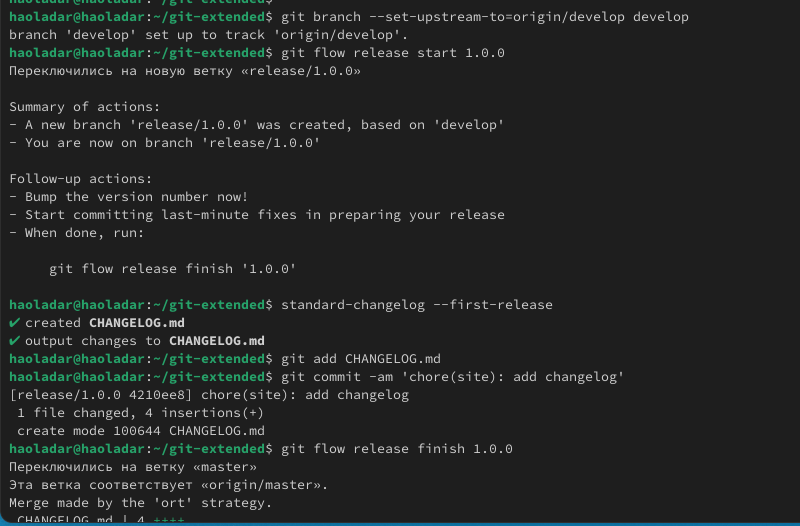 haoladar@haoladar:~/git-extended$ git branch --set-upstream-to=origin/develop develop
branch 'develop' set up to track 'origin/develop'.
haoladar@haoladar:~/git-extended$ git flow release start 1.0.0
Переключились на новую ветку «release/1.0.0»
Summary of actions:
- A new branch 'release/1.0.0' was created, based on 'develop'
- You are now on branch 'release/1.0.0'
Follow-up actions:
- Bump the version number now!
- Start committing last-minute fixes in preparing your release
- When done, run:
git flow release finish '1.0.0'
haoladar@haoladar:~/git-extended$ standard-changelog --first-release
✔ created CHANGELOG.md
✔ output changes to CHANGELOG.md
haoladar@haoladar:~/git-extended$ git add CHANGELOG.md
haoladar@haoladar:~/git-extended$ git commit -am 'chore(site): add changelog'
[release/1.0.0 4210ee8] chore(site): add changelog
1 file changed, 4 insertions(+)
create mode 100644 CHANGELOG.md
haoladar@haoladar:~/git-extended$ git flow release finish 1.0.0
Переключились на ветку «master»
Эта ветка соответствует «origin/master».
Merge made by the 'ort' strategy.
CHANGELOG.md | 4 ++++